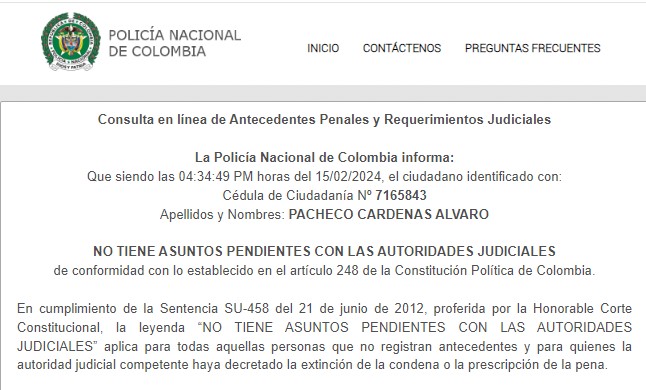 POLICÍA NACIONAL
DE COLOMBIA
INICIO CONTÁCTENOS PREGUNTAS FRECUENTES
Consulta en línea de Antecedentes Penales y Requerimientos Judiciales
La Policía Nacional de Colombia informa:
Que siendo las 04:34:49 PM horas del 15/02/2024, el ciudadano identificado con:
Cédula de Ciudadanía Nº 7165843
Apellidos y Nombres: PACHECO CARDENAS ALVARO
NO TIENE ASUNTOS PENDIENTES CON LAS AUTORIDADES JUDICIALES
de conformidad con lo establecido en el artículo 248 de la Constitución Política de Colombia.
En cumplimiento de la Sentencia SU-458 del 21 de junio de 2012, proferida por la Honorable Corte
Constitucional, la leyenda “NO TIENE ASUNTOS PENDIENTES CON LAS AUTORIDADES
JUDICIALES” aplica para todas aquellas personas que no registran antecedentes y para quienes la
autoridad judicial competente haya decretado la extinción de la condena o la prescripción de la pena.